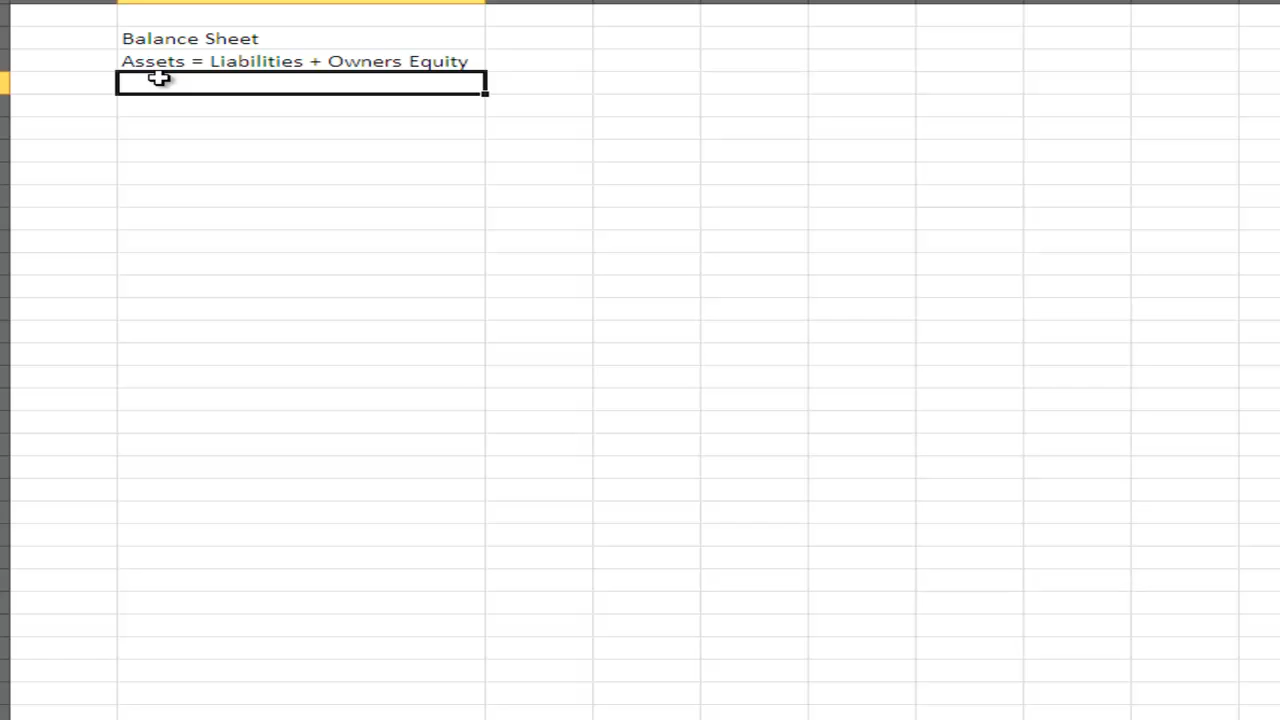 Balance Sheet
Assets = Liabilities + Owners Equity